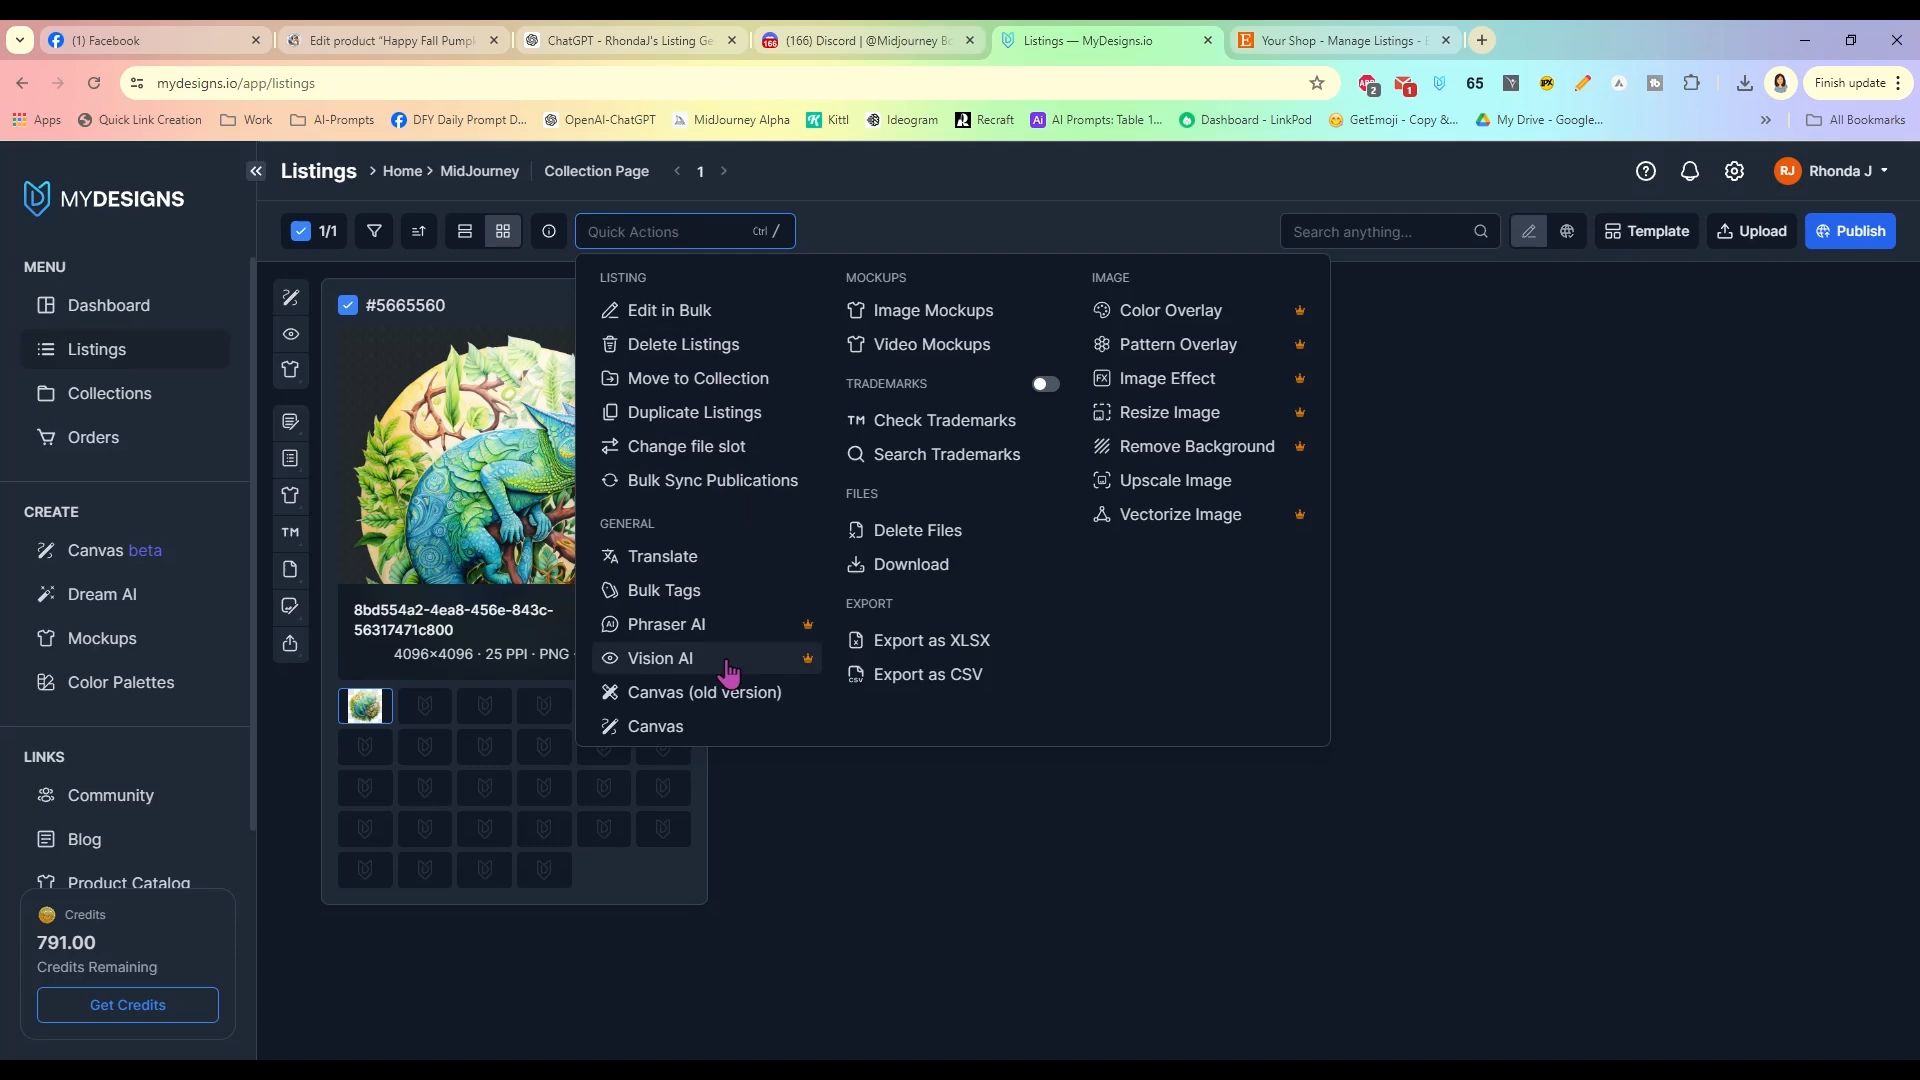 (1) Facebook
Edit product "Happy Fall Pumpk
ChatGPT - RhondaJ's Listing Ge
(166) Discord | @Midjourney Bo
Listings — MyDesigns.io
Your Shop - Manage Listings - E
mydesigns.io/app/listings
2
1
65
Finish update
Apps
Quick Link Creation
Work
AI-Prompts
DFY Daily Prompt D...
OpenAI-ChatGPT
MidJourney Alpha
Kittl
Ideogram
Recraft
AI Prompts: Table 1...
Dashboard - LinkPod
GetEmoji - Copy &...
My Drive - Google...
All Bookmarks
MYDESIGNS
Listings
Home
MidJourney
Collection Page
1
RJ
Rhonda J
1/1
Quick Actions
Ctrl /
Search anything...
Template
Upload
Publish
MENU
Dashboard
Listings
Collections
Orders
CREATE
Canvas beta
Dream AI
Mockups
Color Palettes
LINKS
Community
Blog
Product Catalog
Credits
791.00
Credits Remaining
Get Credits
TM
#5665560
8bd554a2-4ea8-456e-843c-
56317471c800
4096×4096 · 25 PPI · PNG ·
LISTING
Edit in Bulk
Delete Listings
Move to Collection
Duplicate Listings
Change file slot
Bulk Sync Publications
GENERAL
Translate
Bulk Tags
Phraser AI
Vision AI
Canvas (old version)
Canvas
MOCKUPS
Image Mockups
Video Mockups
TRADEMARKS
TM Check Trademarks
Search Trademarks
FILES
Delete Files
Download
EXPORT
Export as XLSX
Export as CSV
IMAGE
Color Overlay
Pattern Overlay
Image Effect
Resize Image
Remove Background
Upscale Image
Vectorize Image